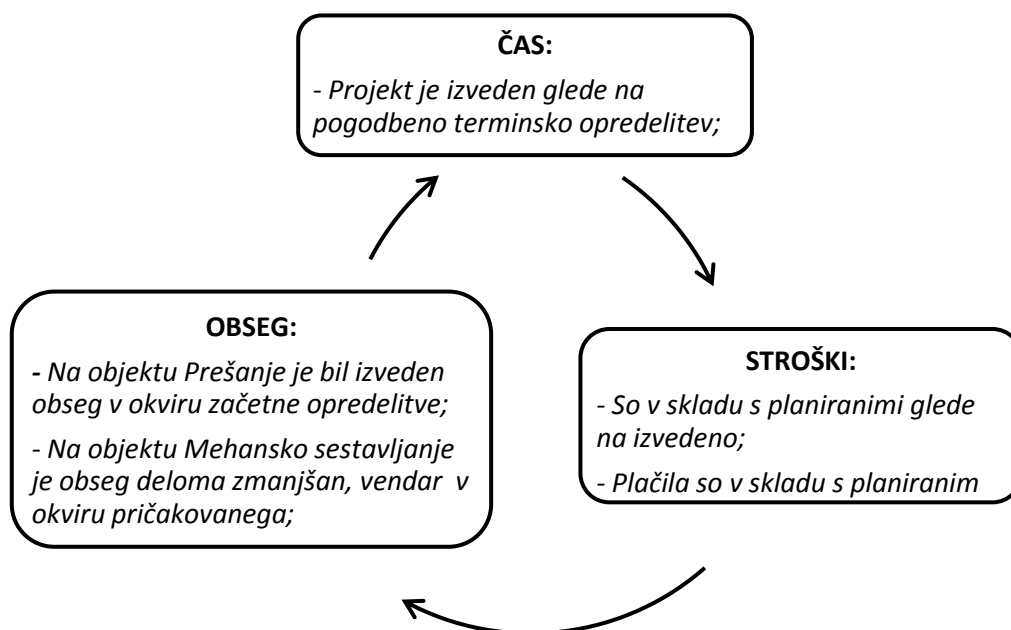 ČAS:
- Projekt je izveden glede na
pogodbeno terminsko opredelitev;
OBSEG:
- Na objektu Prešanje je bil izveden
obseg v okviru začetne opredelitve;
- Na objektu Mehansko sestavljanje
je obseg deloma zmanjšan, vendar v
okviru pričakovanega;
STROŠKI:
- So v skladu s planiranimi glede
na izvedeno;
- Plačila so v skladu s planiranim